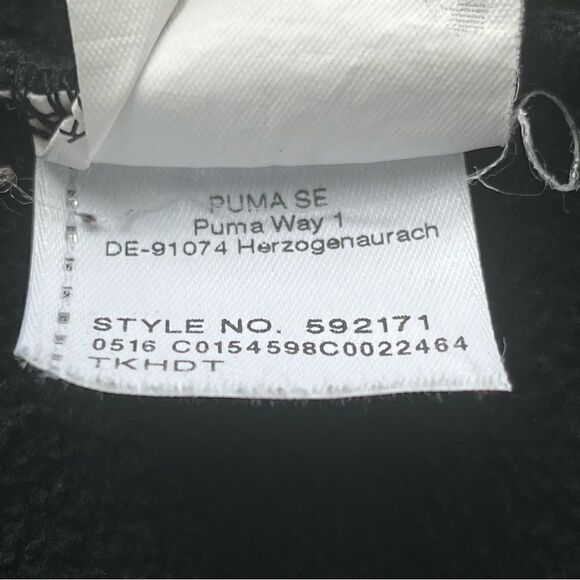 PUMA SE
Puma Way 1
DE-91074 Herzogenaurach
STYLE NO. 592171
0516 C0154598C0022464
TKHDT